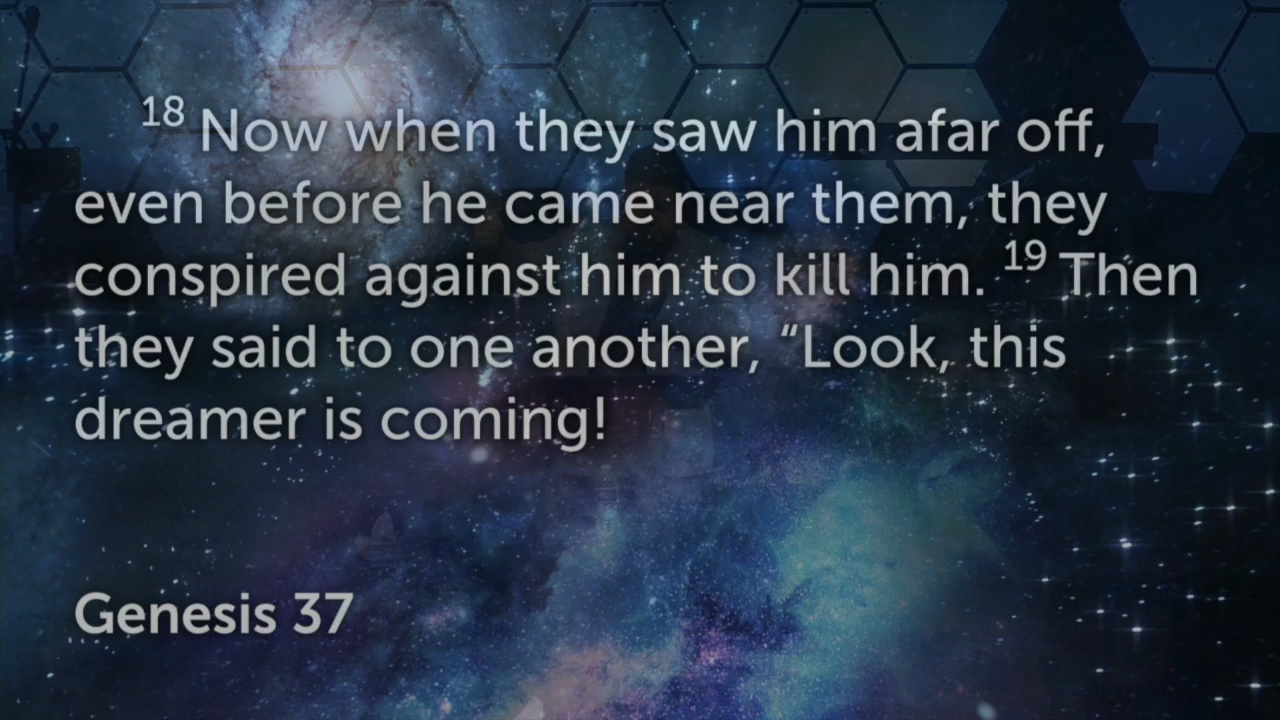 18 Now when they saw him afar off,
even before he came near them, they
conspired against him to kill him. 19 Then
they said to one another, “Look, this
dreamer is coming!
Genesis 37